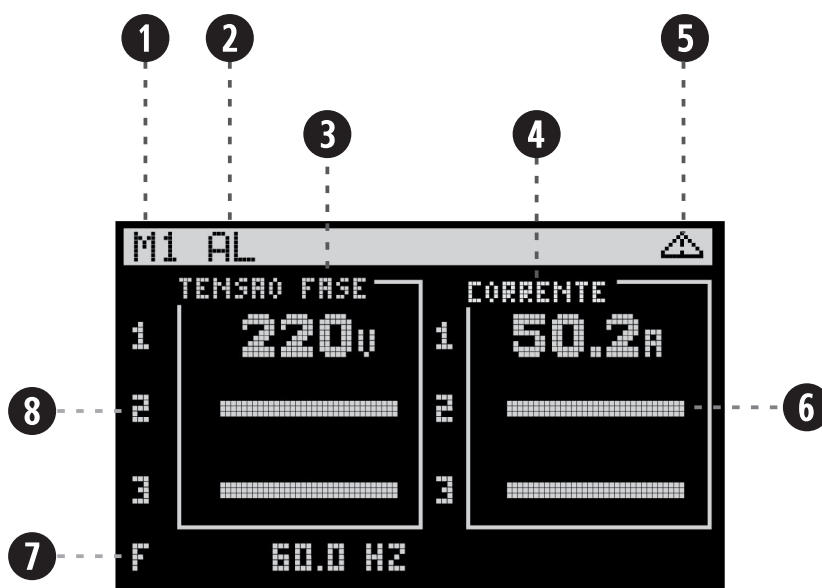 1 2 5
3 4
M1 AL
TENSAO FASE CORRENTE
1 220V 1 50.2A
8 2 2 6
3 3
7 F 60.0 HZ